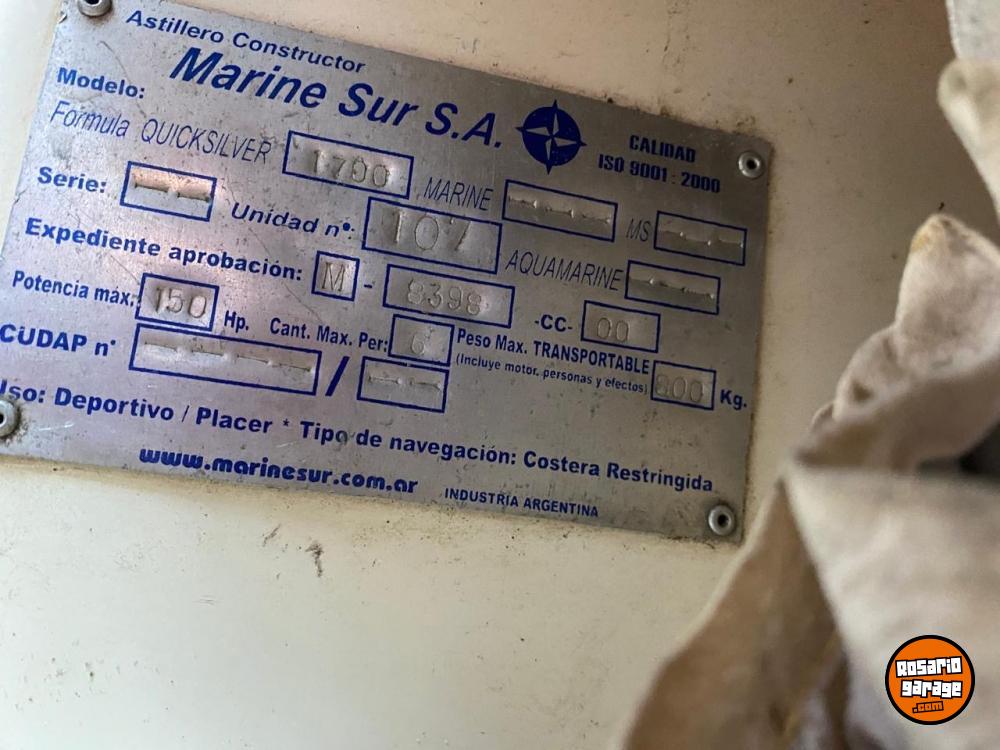 Astillero Constructor
Marine Sur S.A.
CALIDAD
ISO 9001 : 2000
Modelo:
Formula QUICKSILVER 1790 MARINE ---- MS ---
Serie: -- Unidad n°: 107 AQUAMARINE ---
Expediente aprobación: M - 8398 -CC- 00
Potencia máx.: 150 Hp. Cant. Max. Per: 6 Peso Max. TRANSPORTABLE 800 Kg.
(Incluye motor, personas y efectos)
CUDAP n° ---- / --
Uso: Deportivo / Placer * Tipo de navegación: Costera Restringida
www.marinesur.com.ar
INDUSTRIA ARGENTINA
Rosario
garage
.com